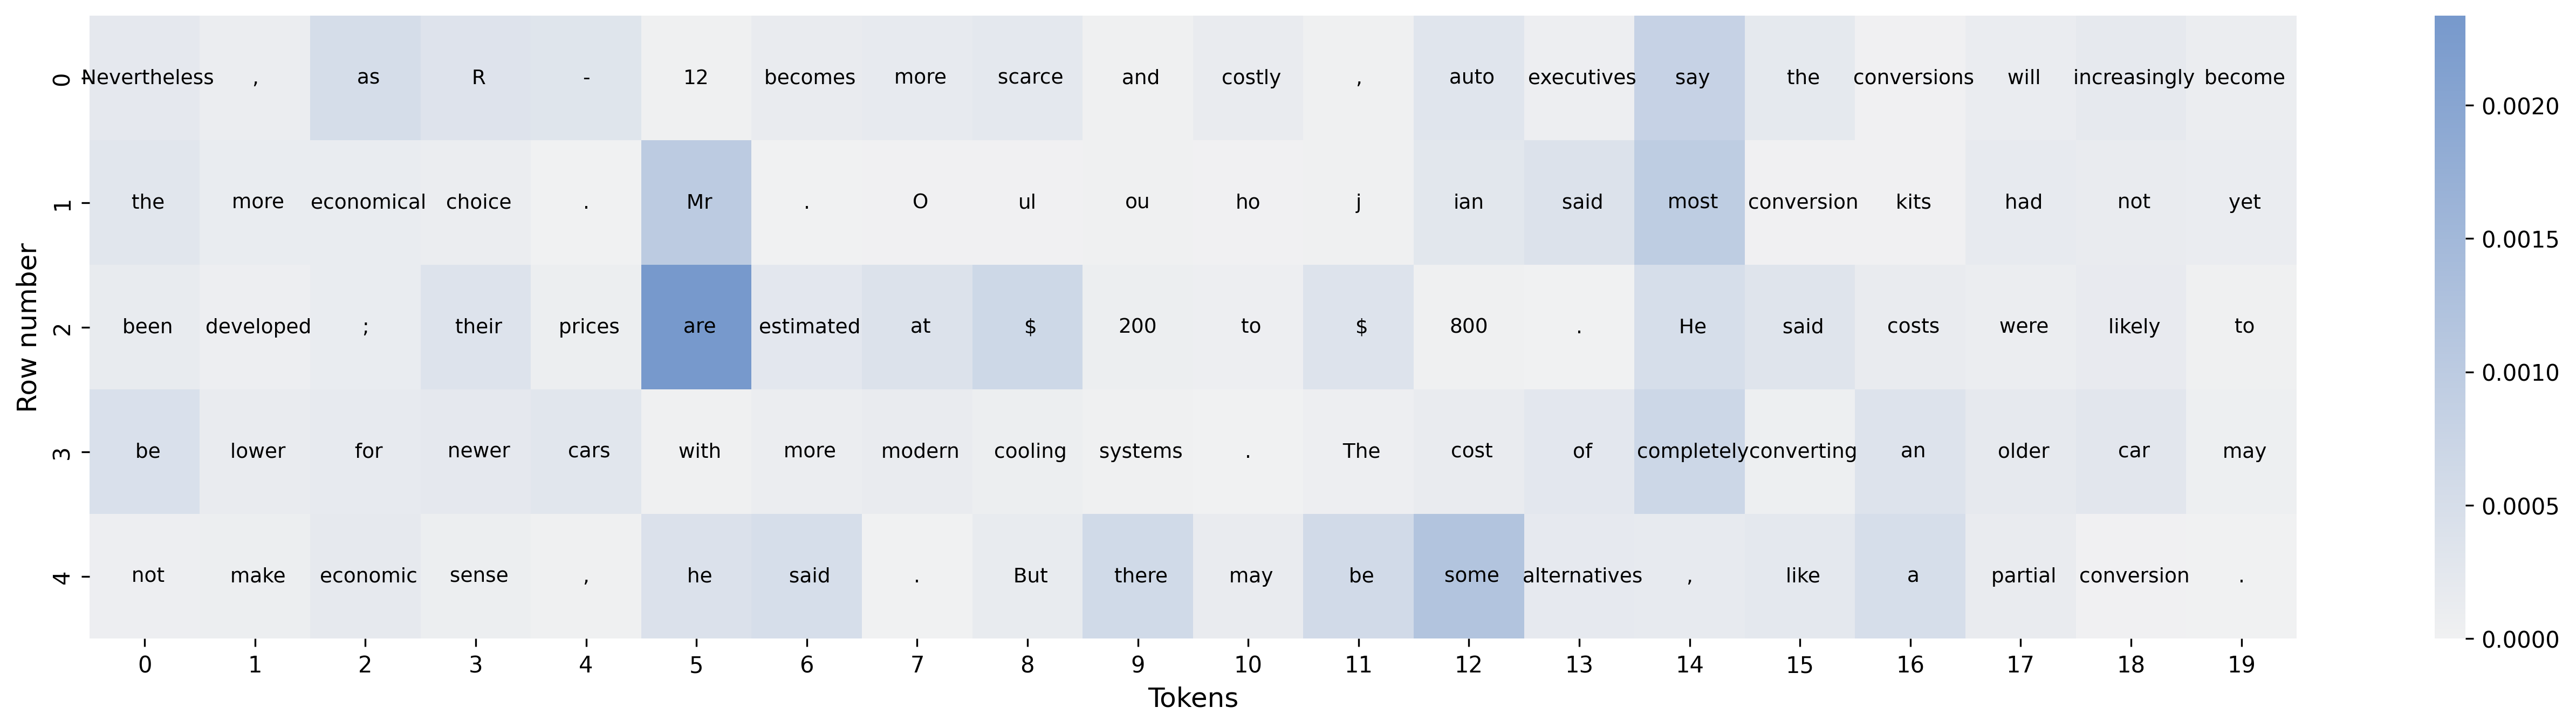 0 Nevertheless , as R - 12 becomes more scarce and costly , auto executives say the conversions will increasingly become
1 the more economical choice . Mr . O ul ou ho j ian said most conversion kits had not yet
2 been developed ; their prices are estimated at $ 200 to $ 800 . He said costs were likely to
3 be lower for newer cars with more modern cooling systems . The cost of completely converting an older car may
4 not make economic sense , he said . But there may be some alternatives , like a partial conversion .
0 1 2 3 4 5 6 7 8 9 10 11 12 13 14 15 16 17 18 19
Tokens
Row number
0.0020
0.0015
0.0010
0.0005
0.0000